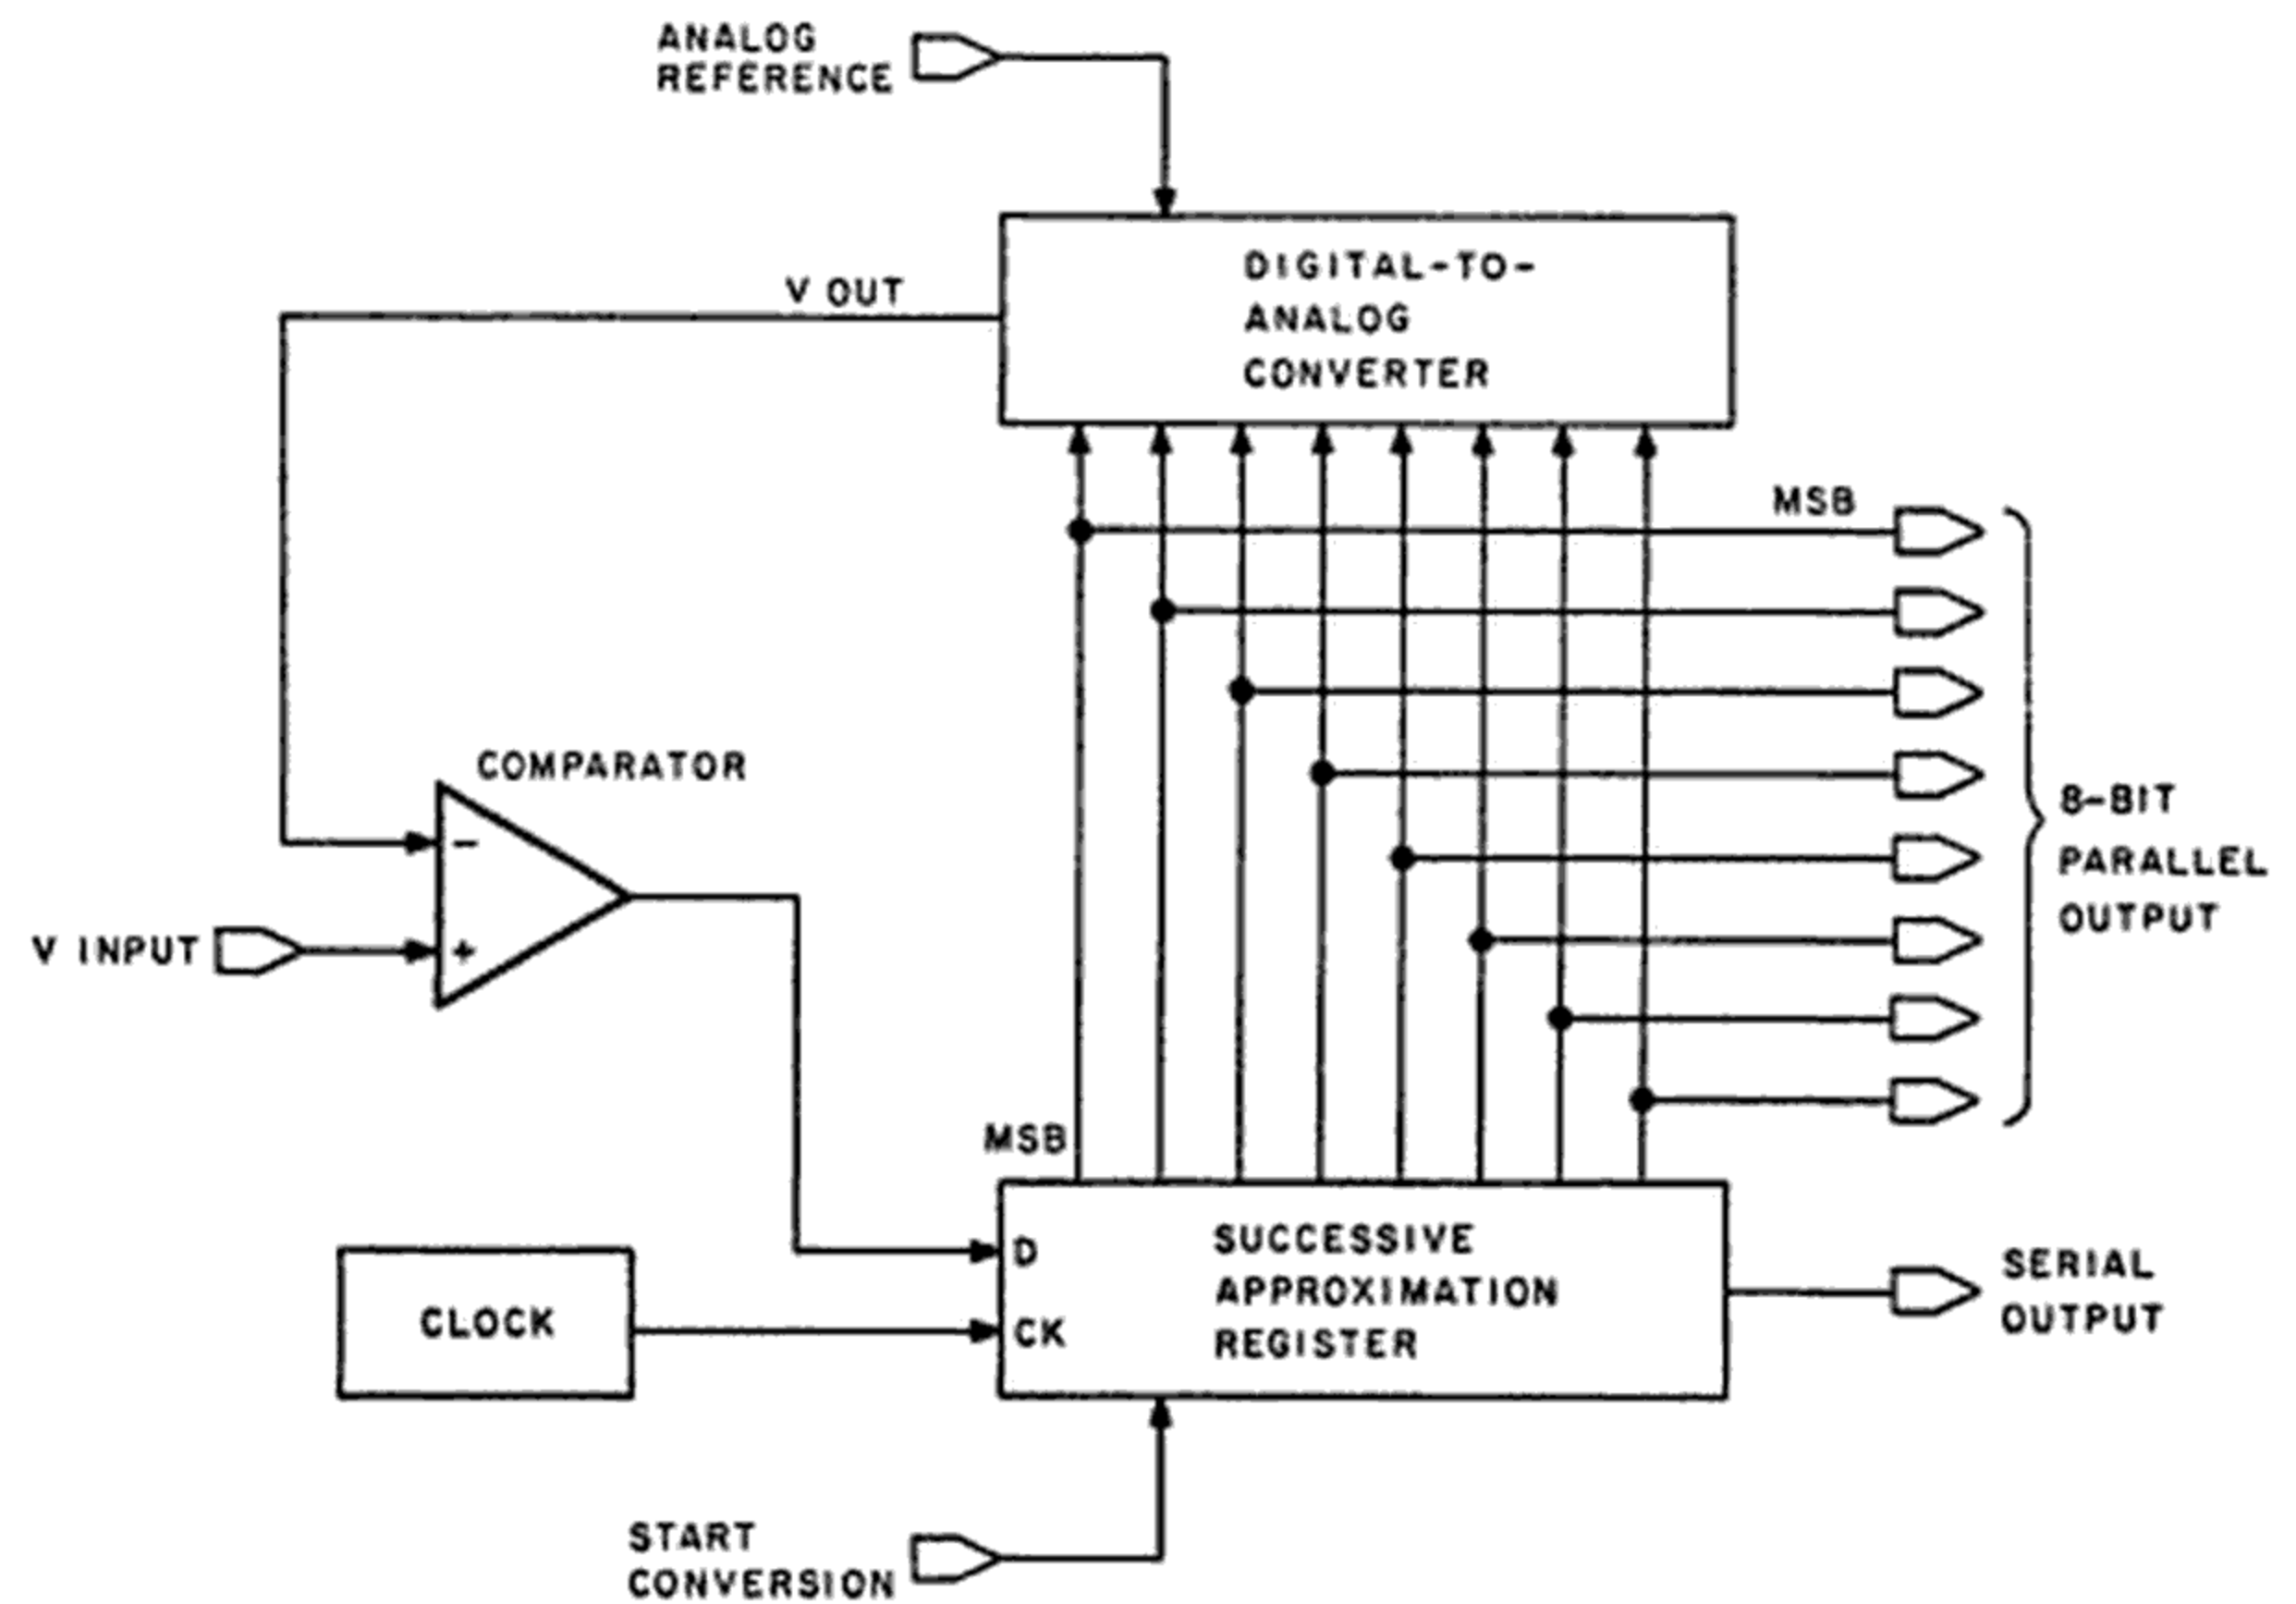 ANALOG
REFERENCE
DIGITAL-TO-
ANALOG
CONVERTER
V OUT
MSB
COMPARATOR
-
8-BIT
PARALLEL
OUTPUT
V INPUT
+
MSB
D
SUCCESSIVE
APPROXIMATION
REGISTER
SERIAL
OUTPUT
CLOCK
CK
START
CONVERSION